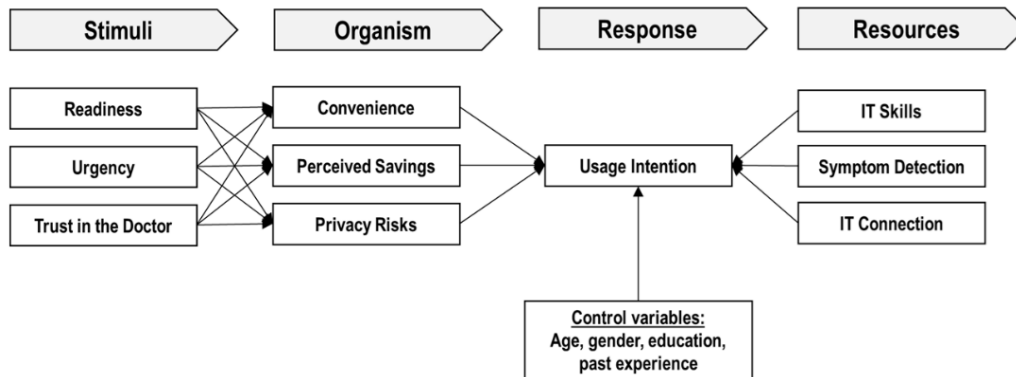 Stimuli
Organism
Response
Resources
Readiness
Convenience
IT Skills
Urgency
Perceived Savings
Usage Intention
Symptom Detection
Trust in the Doctor
Privacy Risks
IT Connection
Control variables:
Age, gender, education,
past experience